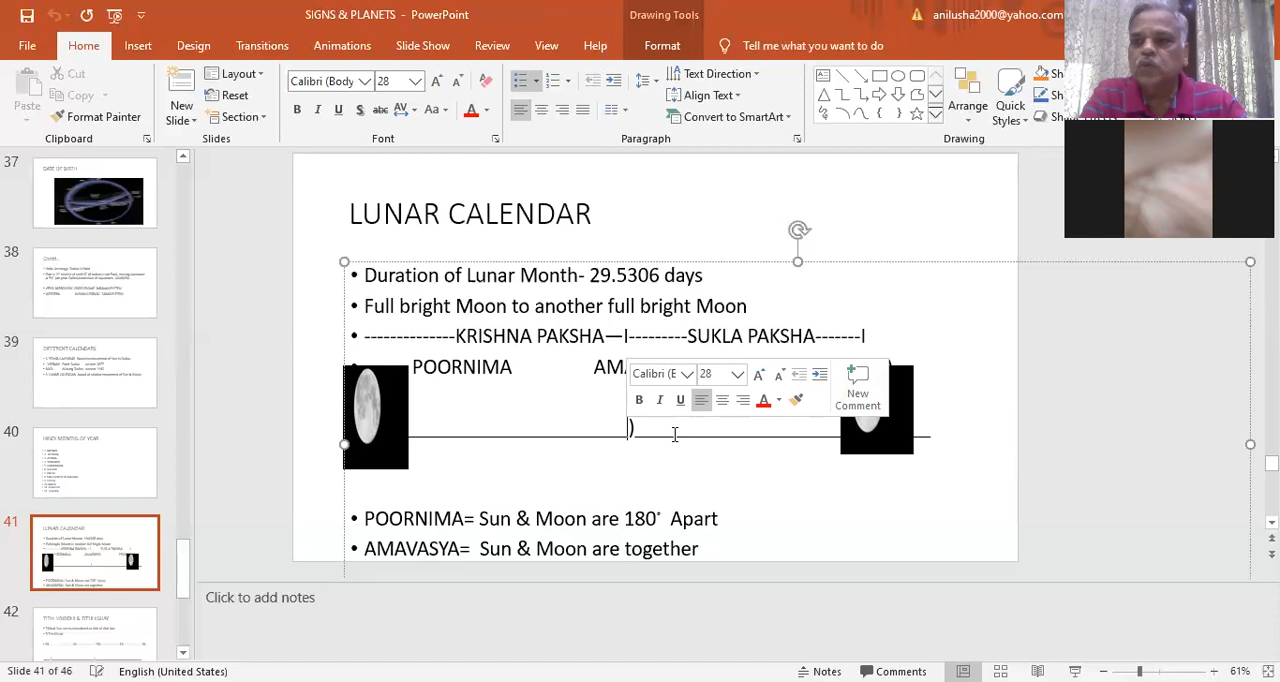 SIGNS & PLANETS - PowerPoint
Drawing Tools
anilusha2000@yahoo.com
File Home Insert Design Transitions Animations Slide Show Review View Help Format Tell me what you want to do
Paste
Cut
Copy
Format Painter
Clipboard
New Slide
Layout
Reset
Section
Slides
Calibri (Body) 28
Font
Text Direction
Align Text
Convert to SmartArt
Paragraph
Arrange
Quick Styles
Drawing
37
DATE OF BIRTH
38
39
DIFFERENT CALENDARS
40
HINDI MONTHS OF YEAR
41
LUNAR CALENDAR
42
LUNAR CALENDAR
• Duration of Lunar Month- 29.5306 days
• Full bright Moon to another full bright Moon
• --------------KRISHNA PAKSHA—I---------SUKLA PAKSHA-------I
POORNIMA AMA
Calibri (E 28
B I U A
New Comment
)
• POORNIMA= Sun & Moon are 180° Apart
• AMAVASYA= Sun & Moon are together
Click to add notes
Slide 41 of 46 English (United States) Notes Comments 61%